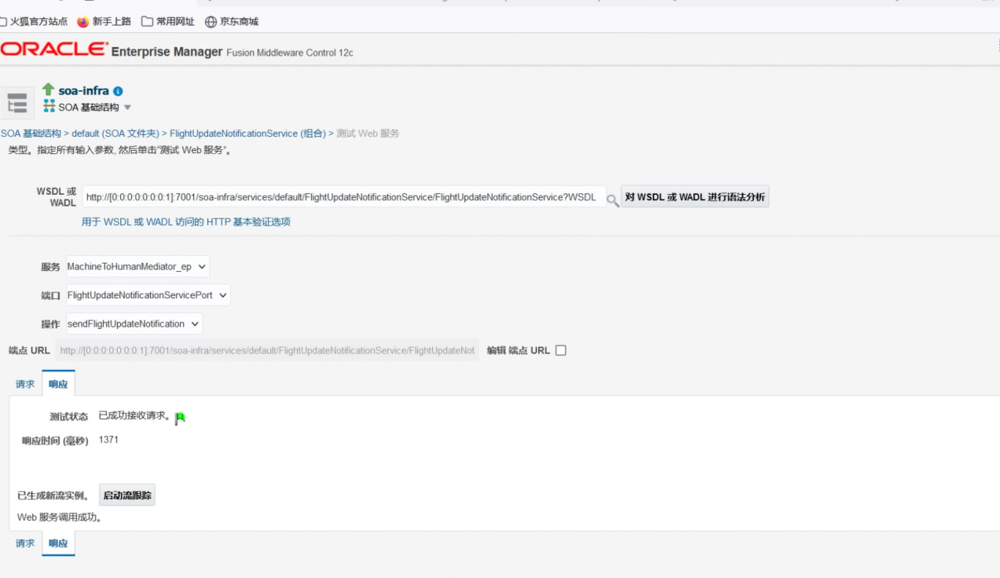 火狐官方站点 新手上路 常用网址 京东商城
ORACLE Enterprise Manager Fusion Middleware Control 12c
soa-infra
SOA 基础结构
SOA 基础结构 > default (SOA 文件夹) > FlightUpdateNotificationService (组合) > 测试 Web 服务
类型。指定所有输入参数, 然后单击“测试 Web 服务”。
WSDL 或 WADL http://[0:0:0:0:0:0:0:1]:7001/soa-infra/services/default/FlightUpdateNotificationService/FlightUpdateNotificationService?WSDL 对 WSDL 或 WADL 进行语法分析
用于 WSDL 或 WADL 访问的 HTTP 基本验证选项
服务 MachineToHumanMediator_ep
端口 FlightUpdateNotificationServicePort
操作 sendFlightUpdateNotification
端点 URL http://[0:0:0:0:0:0:0:1]:7001/soa-infra/services/default/FlightUpdateNotificationService/FlightUpdateNot 编辑 端点 URL
请求 响应
测试状态 已成功接收请求。
响应时间 (毫秒) 1371
已生成新流实例。 启动流跟踪
Web 服务调用成功。
请求 响应